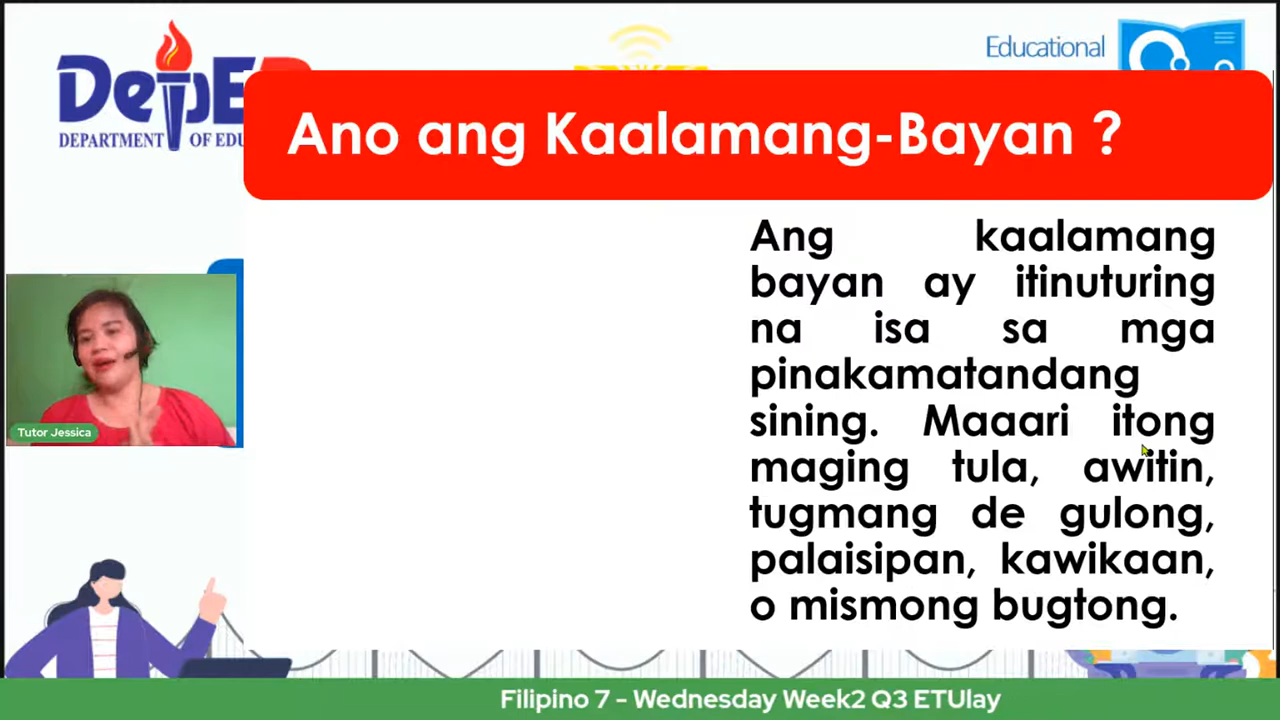 DepE
DEPARTMENT OF EDU
Educational
Ano ang Kaalamang-Bayan ?
Ang kaalamang
bayan ay itinuturing
na isa sa mga
pinakamatandang
sining. Maaari itong
maging tula, awitin,
tugmang de gulong,
palaisipan, kawikaan,
o mismong bugtong.
Tutor Jessica
Filipino 7 - Wednesday Week2 Q3 ETUlay